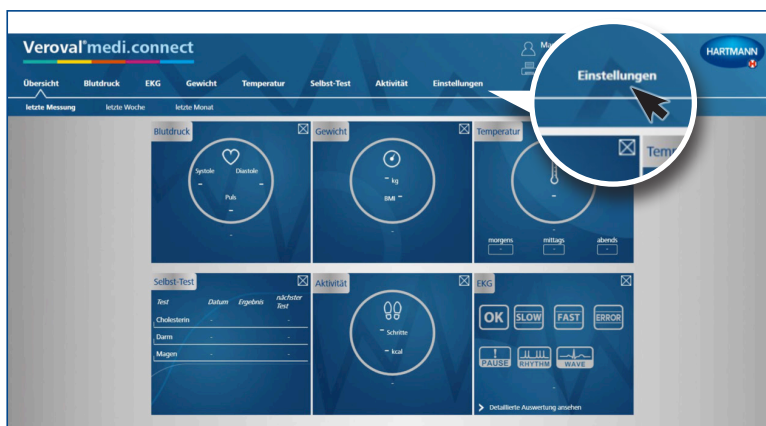 Veroval®medi.connect
HARTMANN
Übersicht Blutdruck EKG Gewicht Temperatur Selbst-Test Aktivität Einstellungen
Einstellungen
letzte Messung letzte Woche letzter Monat
Blutdruck
Systole Diastole
-
-
Puls
-
-
Gewicht
- kg
BMI -
-
Temperatur
-
-
morgens mittags abends
- - -
Selbst-Test
Test Datum Ergebnis nächster
Test
Cholesterin - -
Darm - -
Magen - -
Aktivität
- Schritte
- kcal
-
EKG
OK SLOW FAST ERROR
PAUSE RHYTHM WAVE
-
Detaillierte Auswertung ansehen